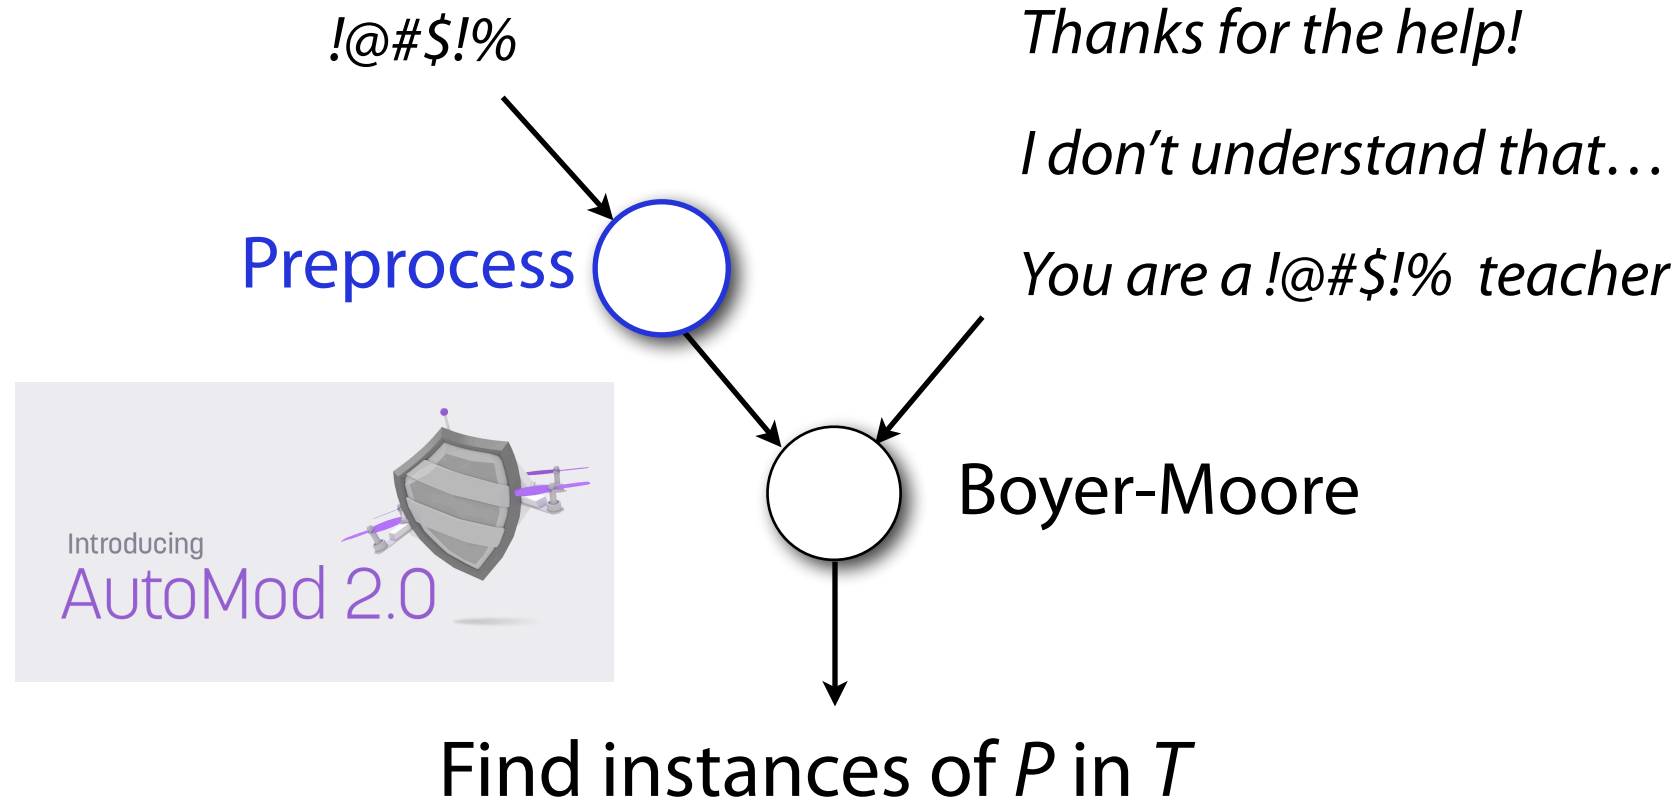 !@#$!%
Thanks for the help!
I don’t understand that…
Preprocess
You are a !@#$!% teacher
Boyer-Moore
Introducing
AutoMod 2.0
Find instances of P in T